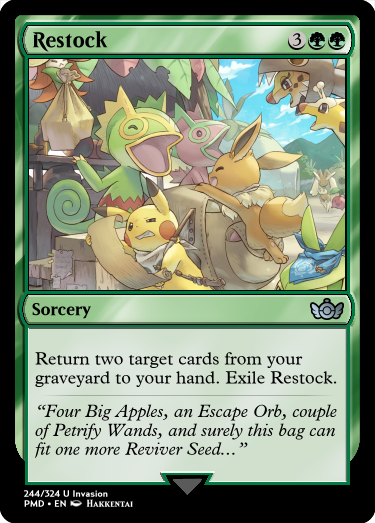 Restock 3
Sorcery
Return two target cards from your
graveyard to your hand. Exile Restock.
“Four Big Apples, an Escape Orb, couple
of Petrify Wands, and surely this bag can
fit one more Reviver Seed…”
244/324 U Invasion
PMD • EN HAKKENTAI